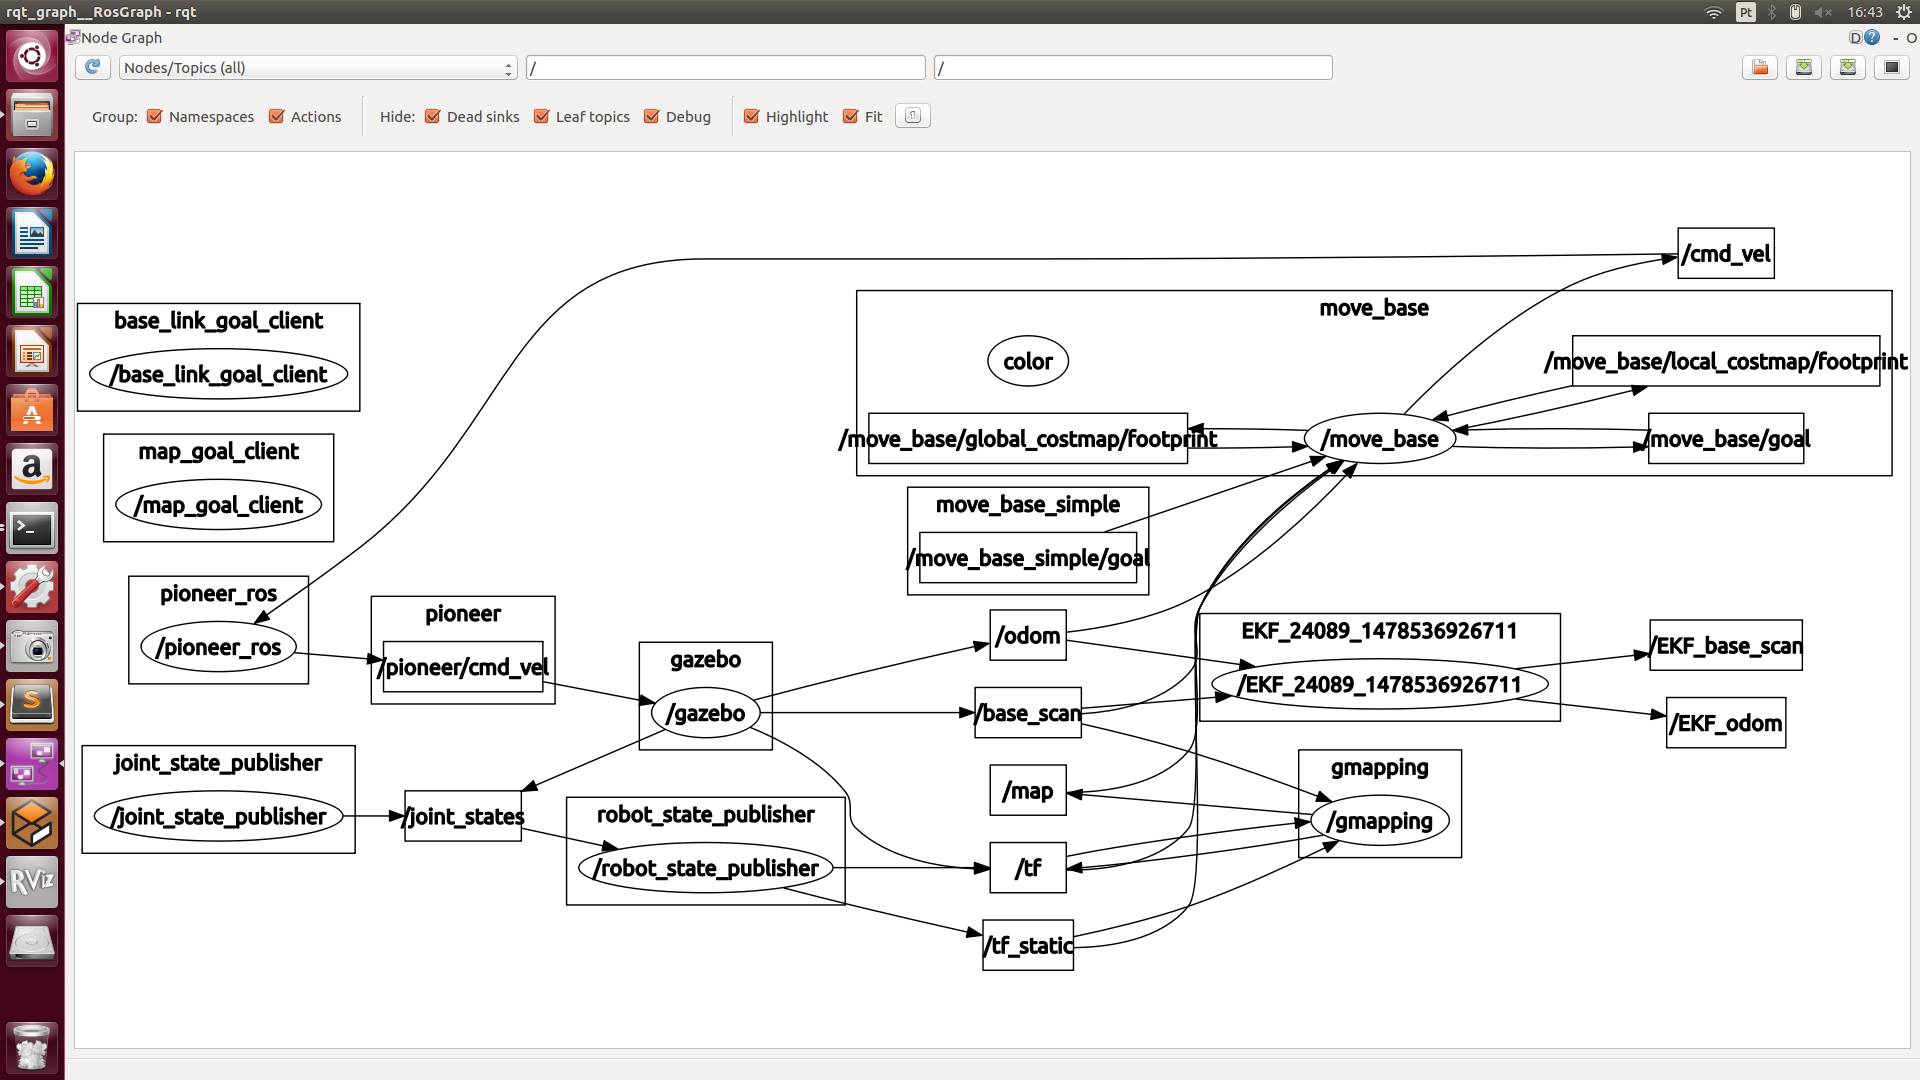 rqt_graph__RosGraph - rqt
Pt
16:43
Node Graph
D
?
- O
Nodes/Topics (all)
/
/
Group:
Namespaces
Actions
Hide:
Dead sinks
Leaf topics
Debug
Highlight
Fit
/cmd_vel
move_base
base_link_goal_client
/base_link_goal_client
color
/move_base/local_costmap/footprint
/move_base/global_costmap/footprint
/move_base
/move_base/goal
map_goal_client
/map_goal_client
move_base_simple
/move_base_simple/goal
pioneer_ros
/pioneer_ros
pioneer
/pioneer/cmd_vel
gazebo
/gazebo
/odom
EKF_24089_1478536926711
/EKF_24089_1478536926711
/EKF_base_scan
/base_scan
/EKF_odom
joint_state_publisher
/joint_state_publisher
/joint_states
robot_state_publisher
/robot_state_publisher
/map
gmapping
/gmapping
/tf
/tf_static
RViz